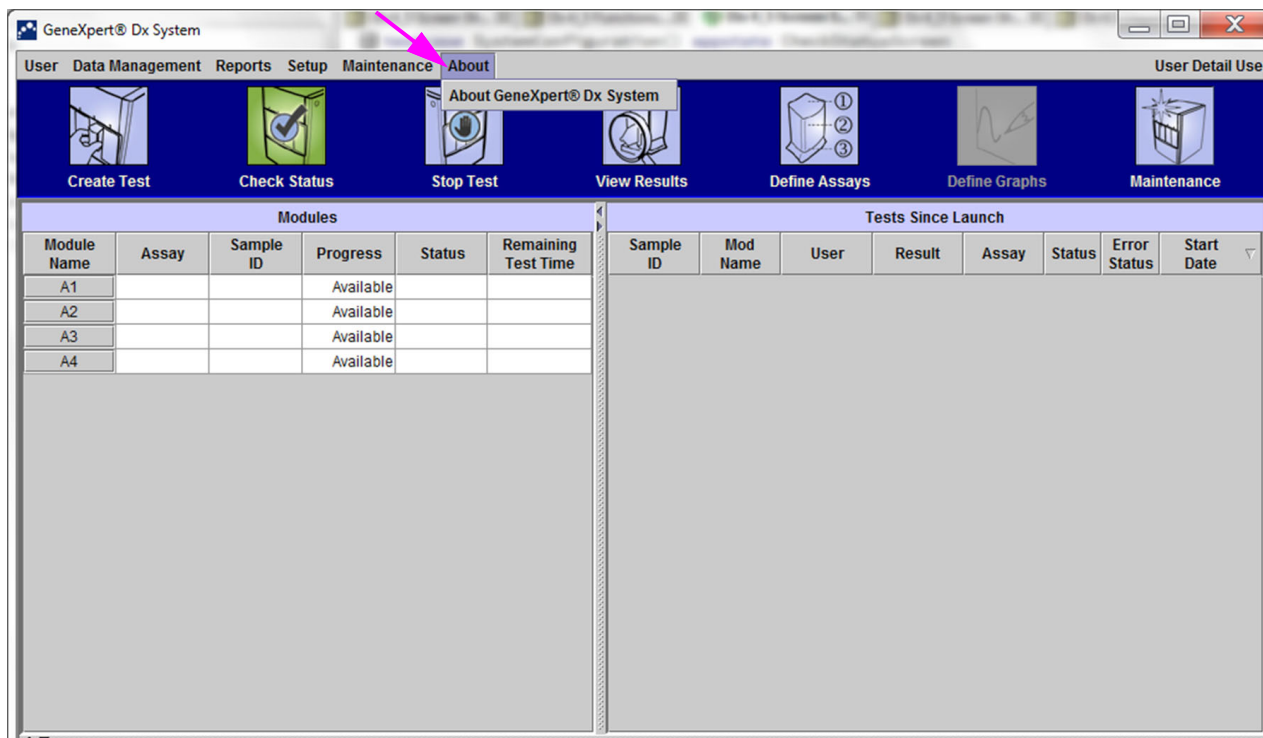 GeneXpert® Dx System
User Data Management Reports Setup Maintenance About User Detail Use
About GeneXpert® Dx System
① ② ③
Create Test Check Status Stop Test View Results Define Assays Define Graphs Maintenance
Modules Tests Since Launch
Module Name Assay Sample ID Progress Status Remaining Test Time Sample ID Mod Name User Result Assay Status Error Status Start Date
A1 Available
A2 Available
A3 Available
A4 Available